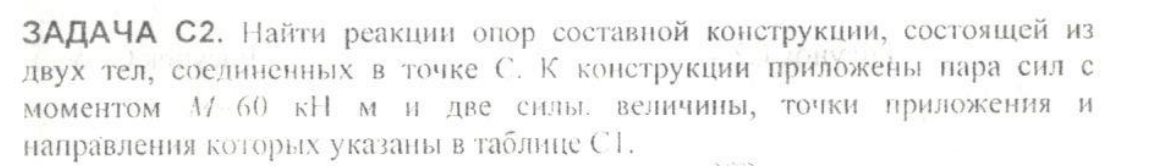 ЗАДАЧА С2. Найти реакции опор составной конструкции, состоящей из
двух тел, соединенных в точке С. К конструкции приложены пара сил с
моментом M 60 кН м и две силы. величины, точки приложения и
направления которых указаны в таблице С1.